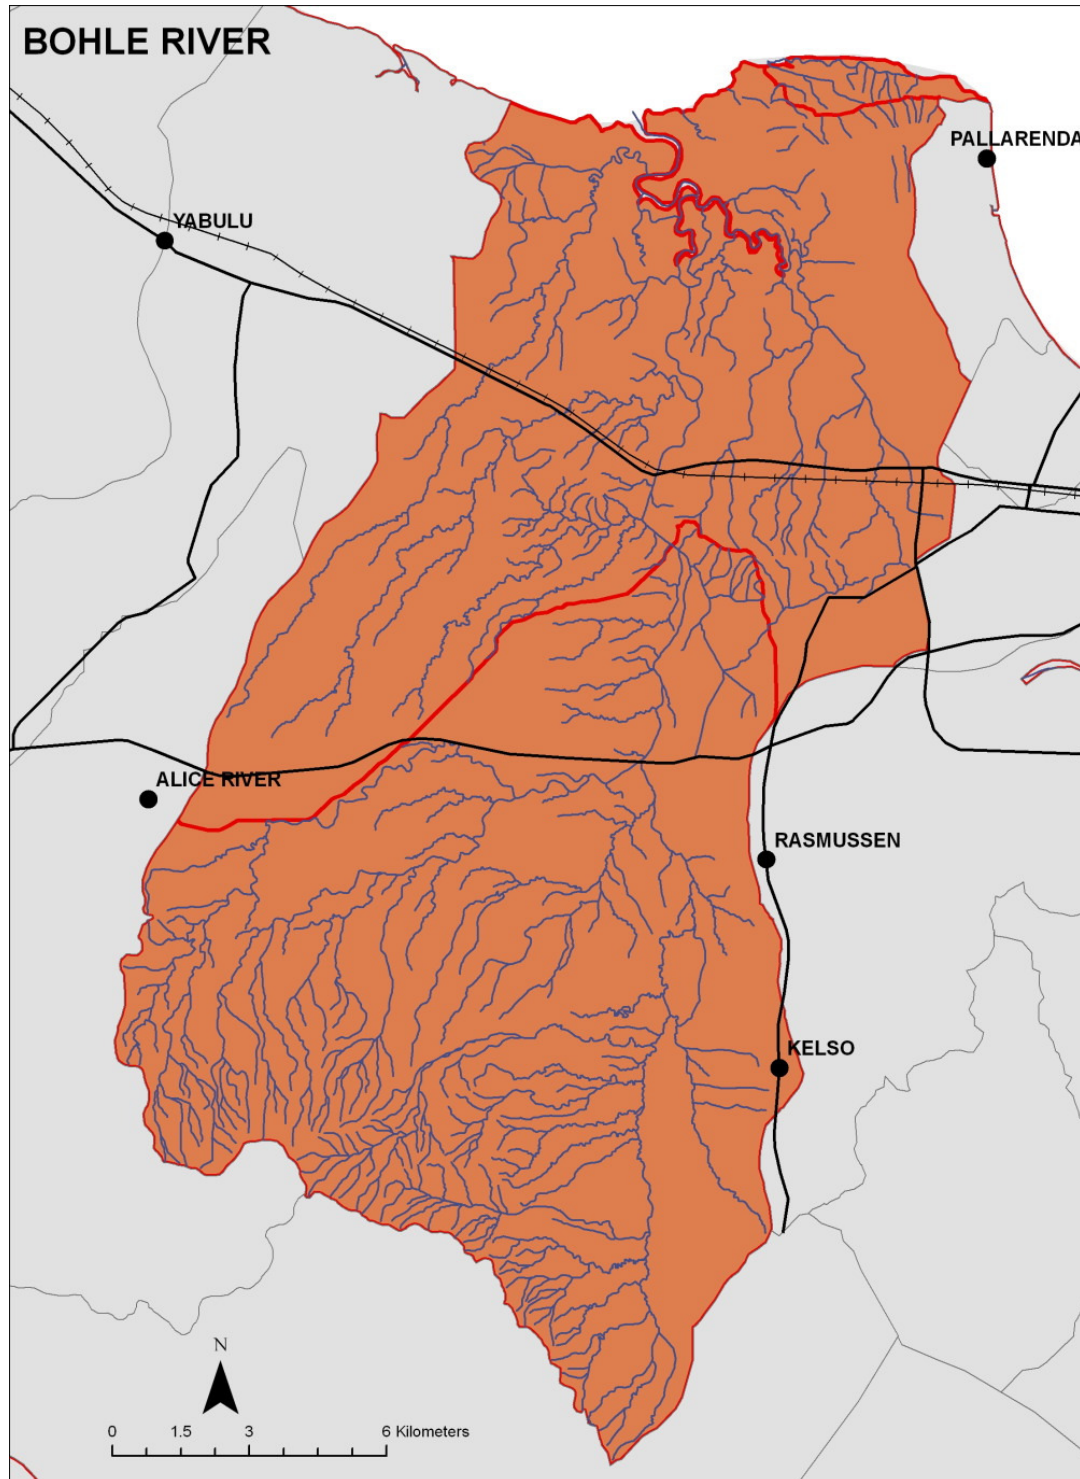 BOHLE RIVER
PALLARENDA
YABULU
ALICE RIVER
RASMUSSEN
KELSO
N
0 1.5 3 6 Kilometers